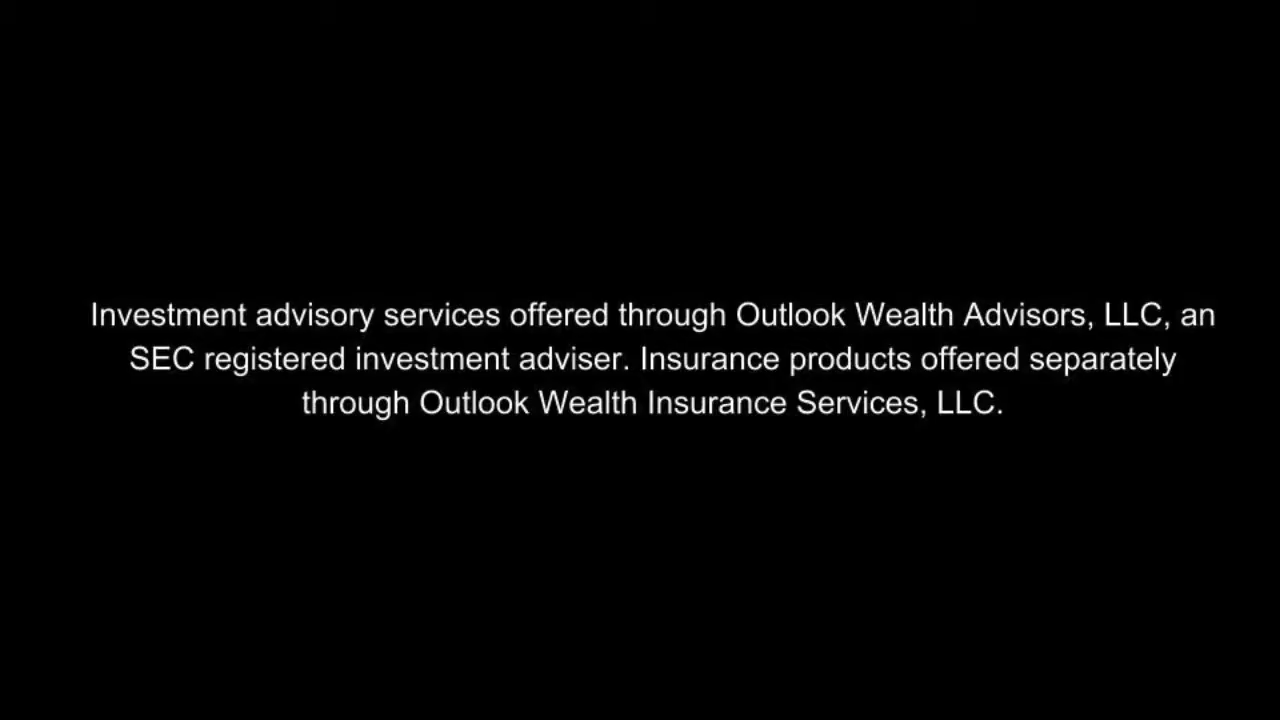 Investment advisory services offered through Outlook Wealth Advisors, LLC, an
SEC registered investment adviser. Insurance products offered separately
through Outlook Wealth Insurance Services, LLC.